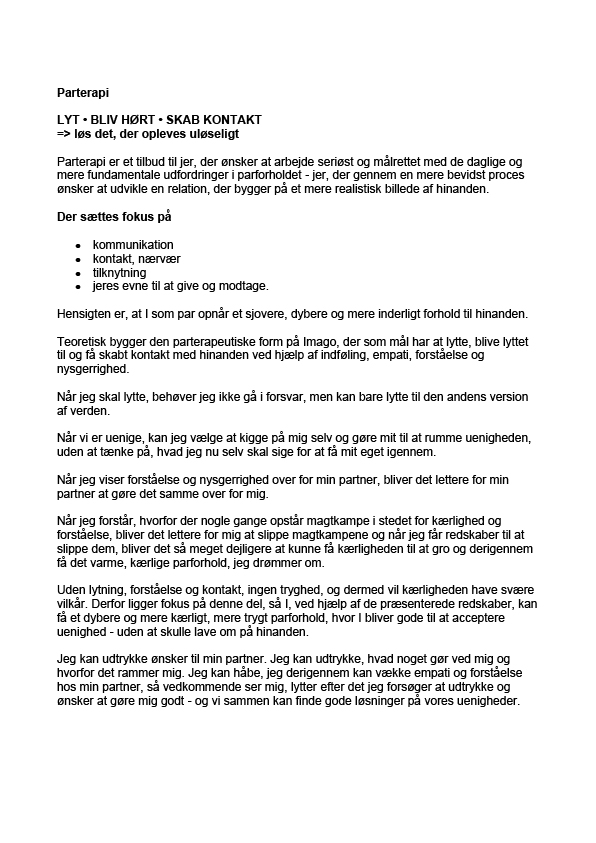 Parterapi
LYT • BLIV HØRT • SKAB KONTAKT
=> løs det, der opleves uløseligt
Parterapi er et tilbud til jer, der ønsker at arbejde seriøst og målrettet med de daglige og
mere fundamentale udfordringer i parforholdet - jer, der gennem en mere bevidst proces
ønsker at udvikle en relation, der bygger på et mere realistisk billede af hinanden.
Der sættes fokus på
• kommunikation
• kontakt, nærvær
• tilknytning
• jeres evne til at give og modtage.
Hensigten er, at I som par opnår et sjovere, dybere og mere inderligt forhold til hinanden.
Teoretisk bygger den parterapeutiske form på Imago, der som mål har at lytte, blive lyttet
til og få skabt kontakt med hinanden ved hjælp af indføling, empati, forståelse og
nysgerrighed.
Når jeg skal lytte, behøver jeg ikke gå i forsvar, men kan bare lytte til den andens version
af verden.
Når vi er uenige, kan jeg vælge at kigge på mig selv og gøre mit til at rumme uenigheden,
uden at tænke på, hvad jeg nu selv skal sige for at få mit eget igennem.
Når jeg viser forståelse og nysgerrighed over for min partner, bliver det lettere for min
partner at gøre det samme over for mig.
Når jeg forstår, hvorfor der nogle gange opstår magtkampe i stedet for kærlighed og
forståelse, bliver det lettere for mig at slippe magtkampene og når jeg får redskaber til at
slippe dem, bliver det så meget dejligere at kunne få kærligheden til at gro og derigennem
få det varme, kærlige parforhold, jeg drømmer om.
Uden lytning, forståelse og kontakt, ingen tryghed, og dermed vil kærligheden have svære
vilkår. Derfor ligger fokus på denne del, så I, ved hjælp af de præsenterede redskaber, kan
få et dybere og mere kærligt, mere trygt parforhold, hvor I bliver gode til at acceptere
uenighed - uden at skulle lave om på hinanden.
Jeg kan udtrykke ønsker til min partner. Jeg kan udtrykke, hvad noget gør ved mig og
hvorfor det rammer mig. Jeg kan håbe, jeg derigennem kan vække empati og forståelse
hos min partner, så vedkommende ser mig, lytter efter det jeg forsøger at udtrykke og
ønsker at gøre mig godt - og vi sammen kan finde gode løsninger på vores uenigheder.